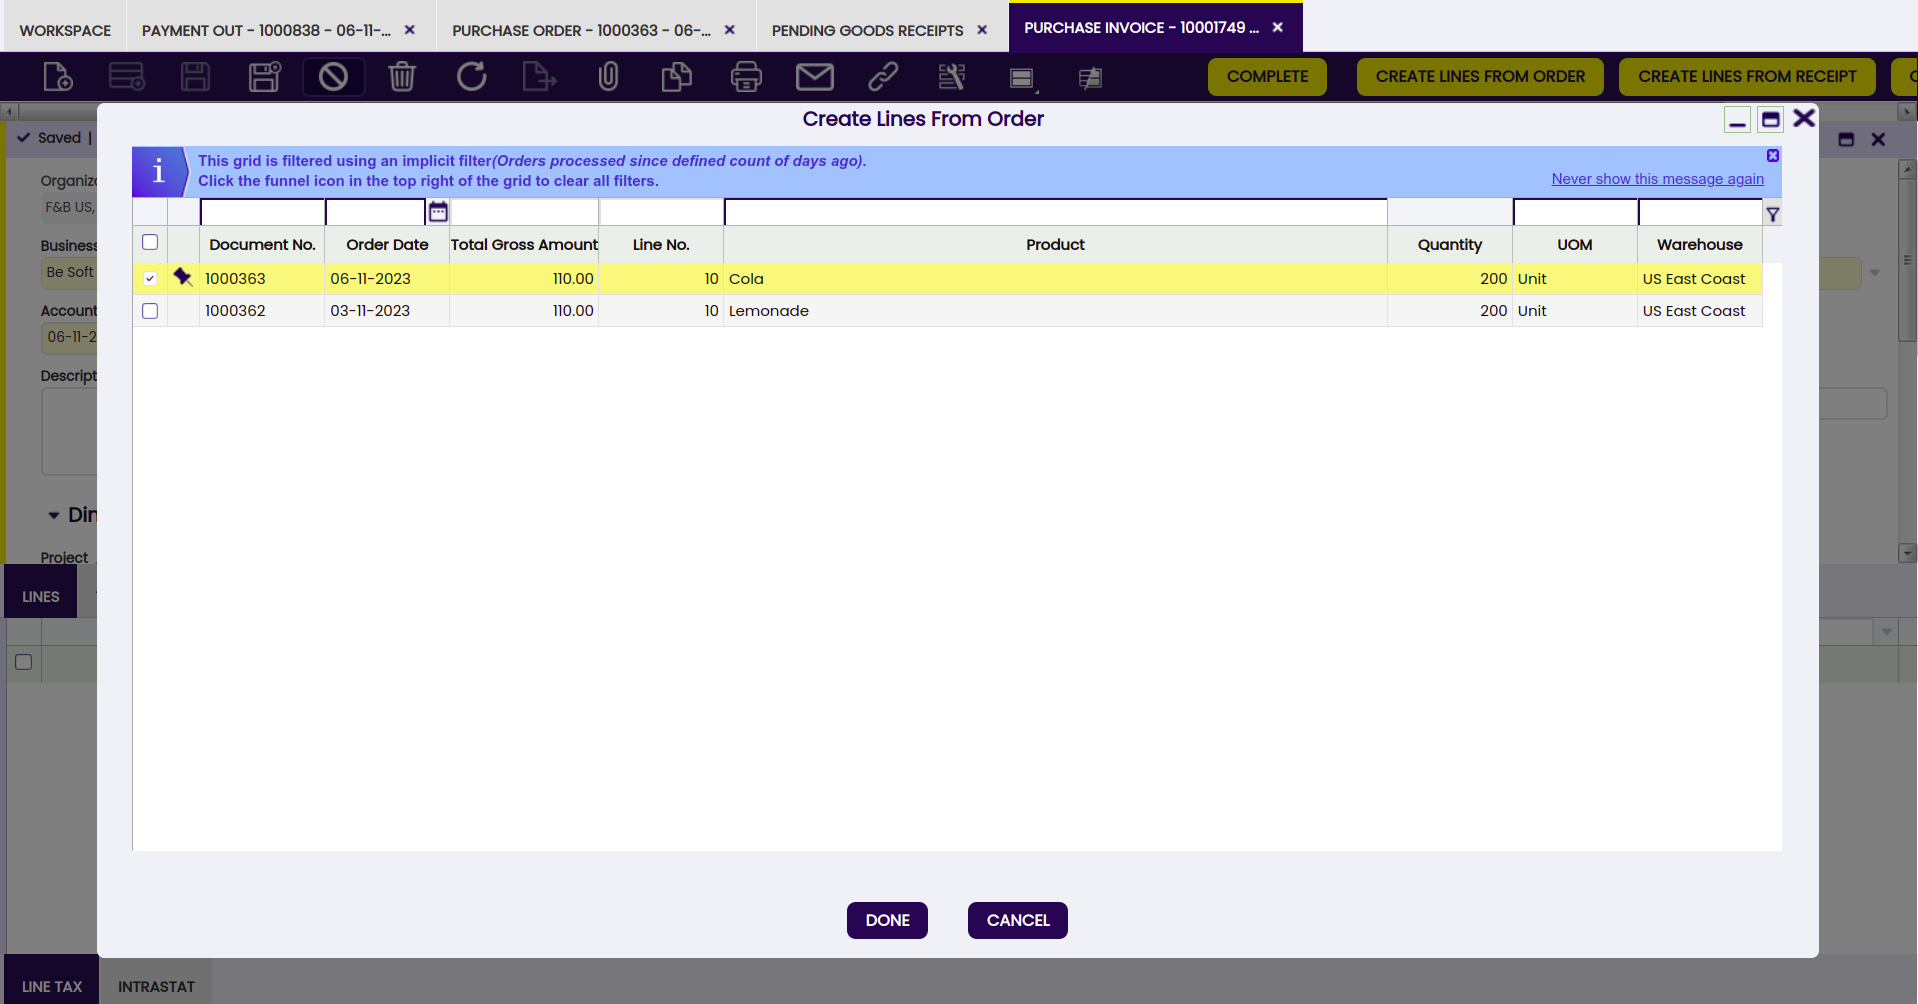 WORKSPACE
PAYMENT OUT - 1000838 - 06-11-...
PURCHASE ORDER - 1000363 - 06-...
PENDING GOODS RECEIPTS
PURCHASE INVOICE - 10001749 ...
COMPLETE
CREATE LINES FROM ORDER
CREATE LINES FROM RECEIPT
Create Lines From Order
Saved |
This grid is filtered using an implicit filter(Orders processed since defined count of days ago).
Click the funnel icon in the top right of the grid to clear all filters.
Never show this message again
Organiz
F&B US,
Business
Be Soft
Account
06-11-2
Descript
Project
Document No. Order Date Total Gross Amount Line No. Product Quantity UOM Warehouse
1000363 06-11-2023 110.00 10 Cola 200 Unit US East Coast
1000362 03-11-2023 110.00 10 Lemonade 200 Unit US East Coast
LINES
DONE
CANCEL
LINE TAX
INTRASTAT